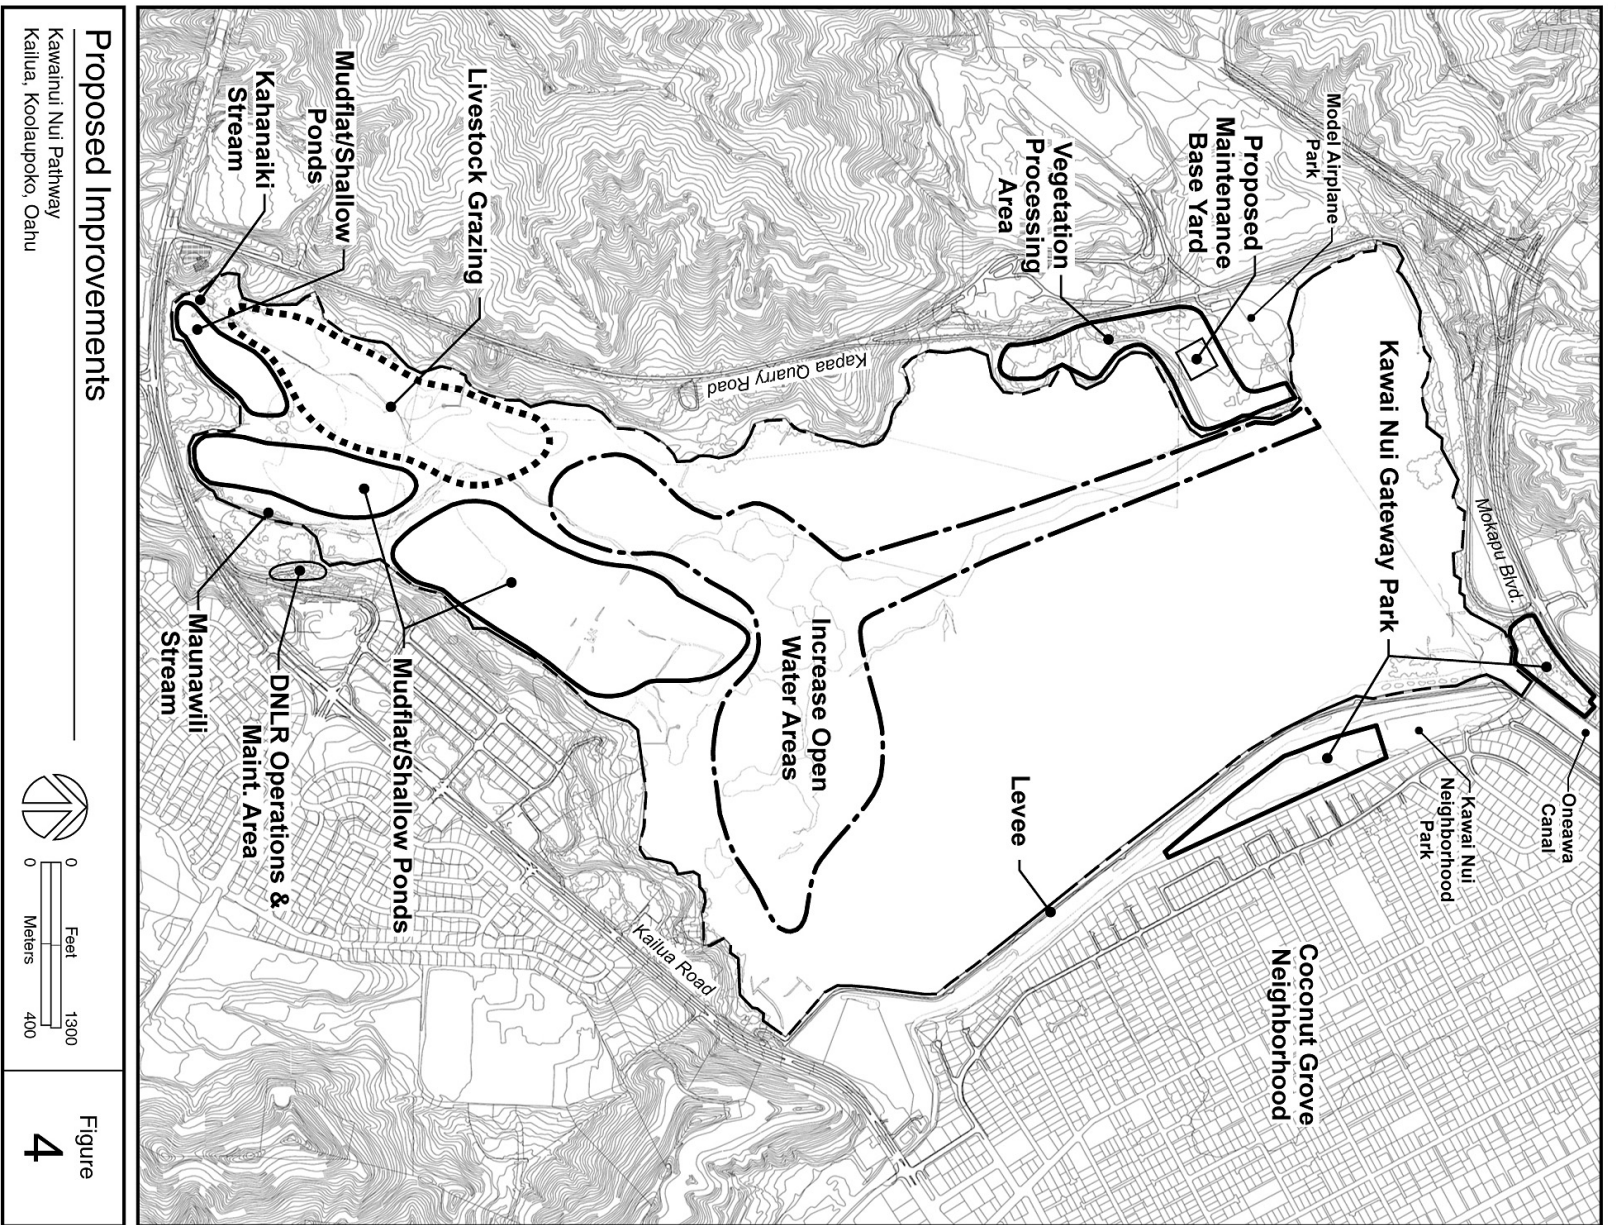 Model Airplane
Park
Proposed
Maintenance
Base Yard
Vegetation
Processing
Area
Livestock Grazing
Mudflat/Shallow
Ponds
Kahanaiki
Stream
Kapaa Quarry Road
Kawai Nui Gateway Park
Mokapu Blvd.
Increase Open
Water Areas
Levee
Oneawa
Canal
Kawai Nui
Neighborhood
Park
Mudflat/Shallow Ponds
DNLR Operations &
Maint. Area
Maunawili
Stream
Kailua Road
Coconut Grove
Neighborhood
Proposed Improvements
Kawainui Nui Pathway
Kailua, Koolaupoko, Oahu
0 Feet 1300
0 Meters 400
Figure
4